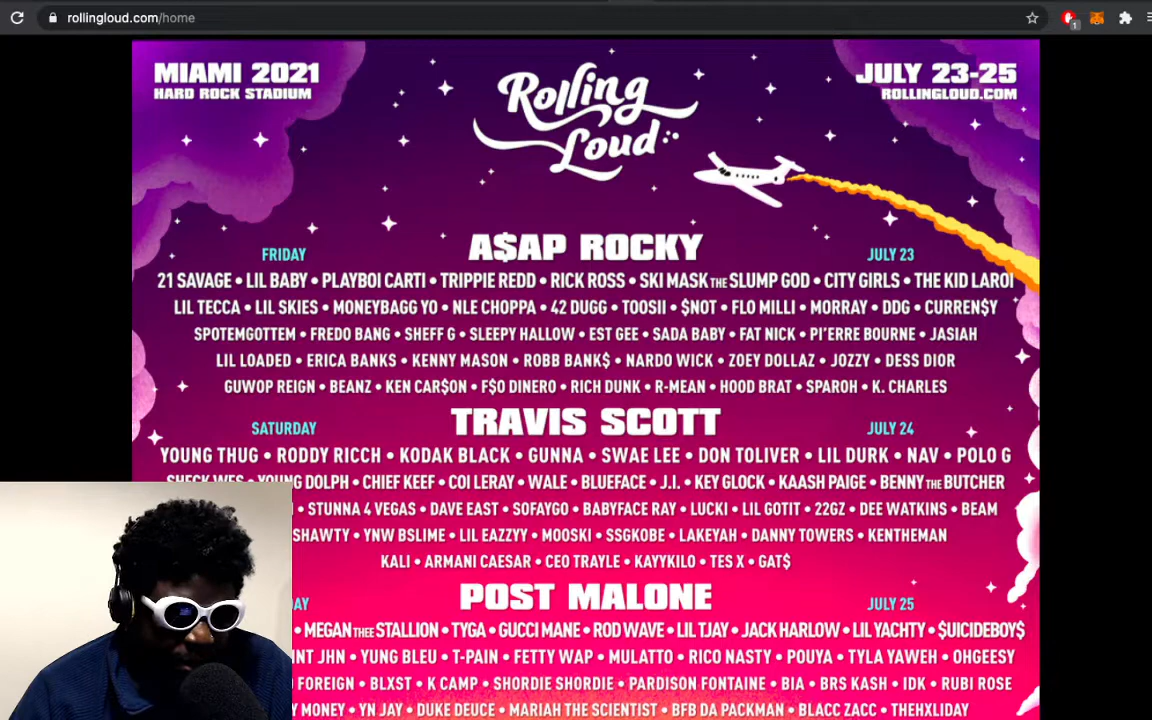 rollingloud.com/home
1
MIAMI 2021
HARD ROCK STADIUM
Rolling Loud
JULY 23-25
ROLLINGLOUD.COM
FRIDAY
A$AP ROCKY
JULY 23
21 SAVAGE • LIL BABY • PLAYBOI CARTI • TRIPPIE REDD • RICK ROSS • SKI MASK THE SLUMP GOD • CITY GIRLS • THE KID LAROI
LIL TECCA • LIL SKIES • MONEYBAGG YO • NLE CHOPPA • 42 DUGG • TOOSII • $NOT • FLO MILLI • MORRAY • DDG • CURREN$Y
SPOTEMGOTTEM • FREDO BANG • SHEFF G • SLEEPY HALLOW • EST GEE • SADA BABY • FAT NICK • PI'ERRE BOURNE • JASIAH
LIL LOADED • ERICA BANKS • KENNY MASON • ROBB BANK$ • NARDO WICK • ZOEY DOLLAZ • JOZZY • DESS DIOR
GUWOP REIGN • BEANZ • KEN CAR$ON • F$O DINERO • RICH DUNK • R-MEAN • HOOD BRAT • SPAROH • K. CHARLES
SATURDAY
TRAVIS SCOTT
JULY 24
YOUNG THUG • RODDY RICCH • KODAK BLACK • GUNNA • SWAE LEE • DON TOLIVER • LIL DURK • NAV • POLO G
SHECK WES • YOUNG DOLPH • CHIEF KEEF • COI LERAY • WALE • BLUEFACE • J.I. • KEY GLOCK • KAASH PAIGE • BENNY THE BUTCHER
• STUNNA 4 VEGAS • DAVE EAST • SOFAYGO • BABYFACE RAY • LUCKI • LIL GOTIT • 22GZ • DEE WATKINS • BEAM
SHAWTY • YNW BSLIME • LIL EAZZYY • MOOSKI • SSGKOBE • LAKEYAH • DANNY TOWERS • KENTHEMAN
KALI • ARMANI CAESAR • CEO TRAYLE • KAYYKILO • TES X • GAT$
AY
POST MALONE
JULY 25
• MEGAN THEE STALLION • TYGA • GUCCI MANE • ROD WAVE • LIL TJAY • JACK HARLOW • LIL YACHTY • $UICIDEBOY$
INT JHN • YUNG BLEU • T-PAIN • FETTY WAP • MULATTO • RICO NASTY • POUYA • TYLA YAWEH • OHGEESY
FOREIGN • BLXST • K CAMP • SHORDIE SHORDIE • PARDISON FONTAINE • BIA • BRS KASH • IDK • RUBI ROSE
Y MONEY • YN JAY • DUKE DEUCE • MARIAH THE SCIENTIST • BFB DA PACKMAN • BLACC ZACC • THEHXLIDAY